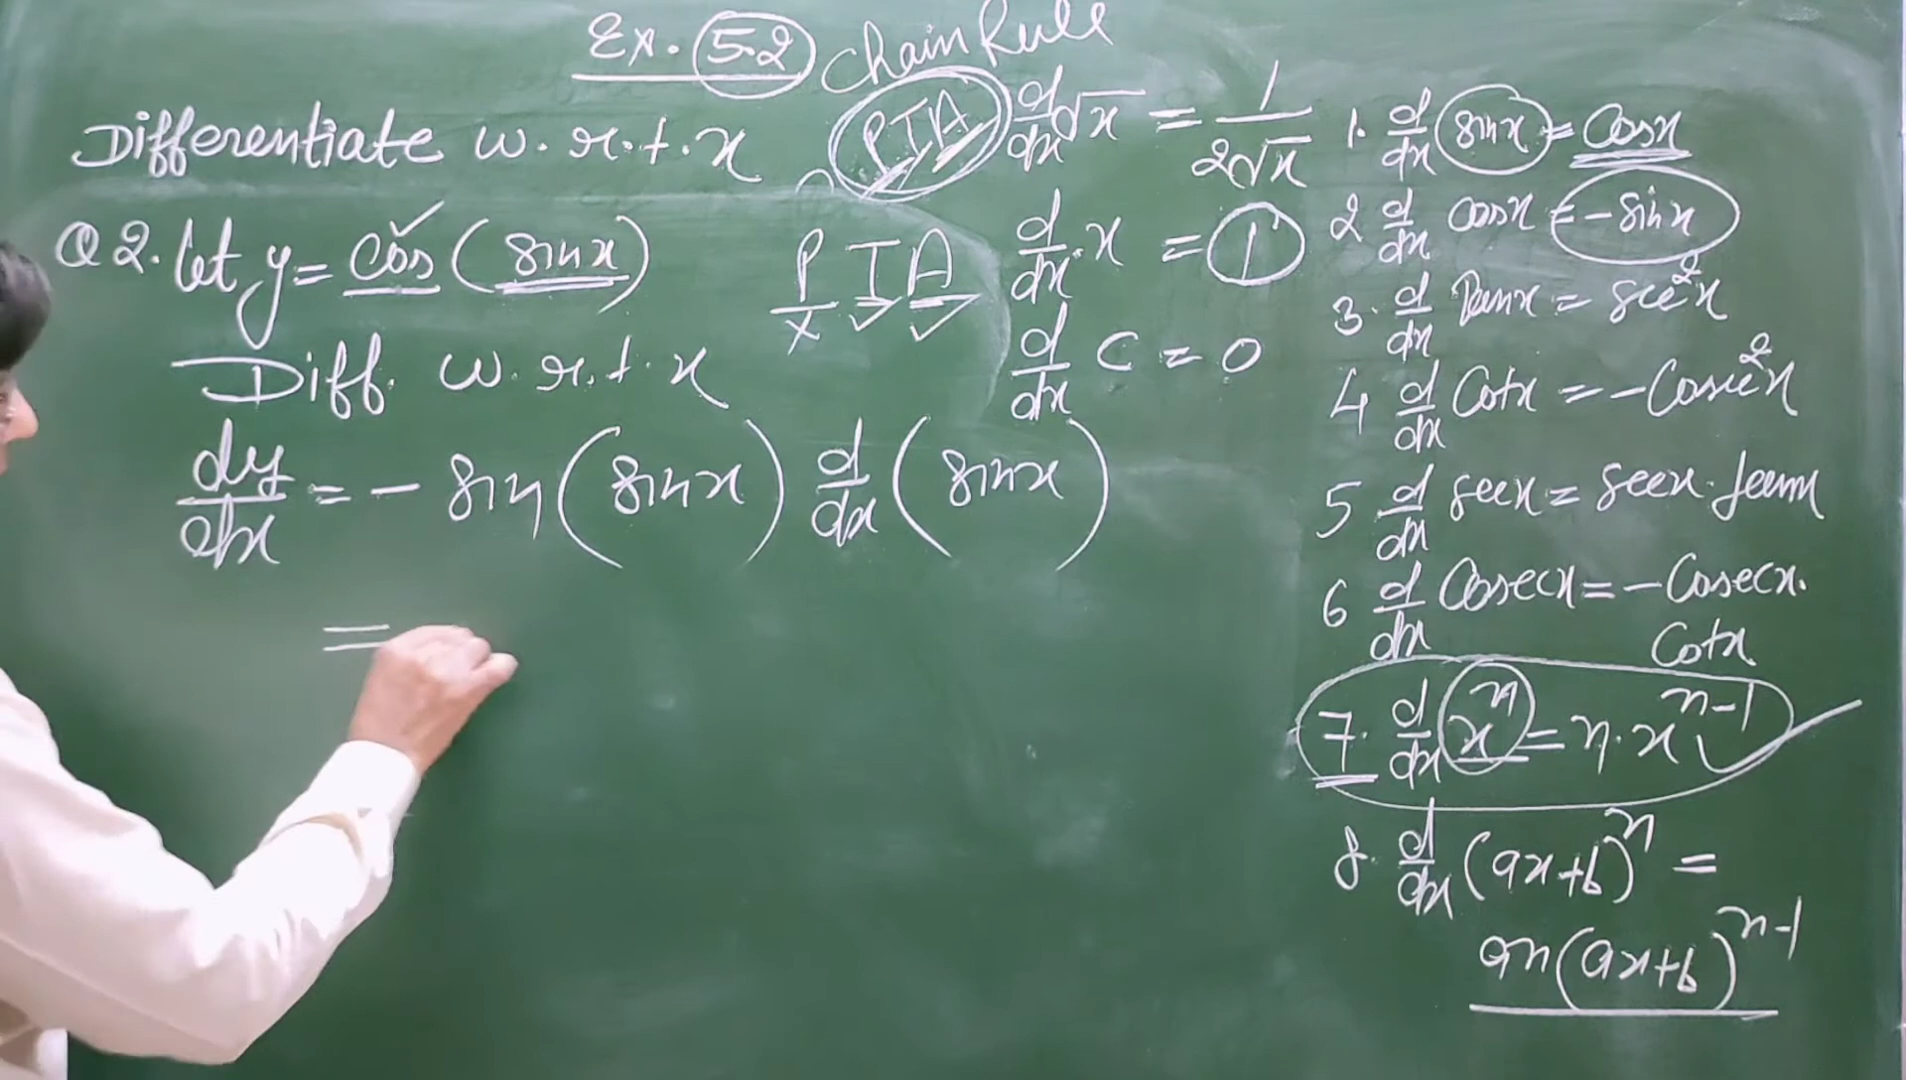 Ex. 5.2 Chain Rule
Differentiate w.r.t. x
Q2. let y = cos (sinx)
Diff. w.r.t. x
dy/dx = - sin (sinx) d/dx (sinx)
=
PTA
P T A
x
d/dx √x = 1/2√x
d/dx . x = 1
d/dx C = 0
1. d/dx sinx = Cosx
2 d/dx cosx = - sinx
3. d/dx tanx = sec²x
4 d/dx Cotx = - Cosec²x
5 d/dx secx = secx. tanx
6 d/dx Cosecx = - Cosecx.
Cotx
7. d/dx xⁿ = n. xⁿ⁻¹
8. d/dx (ax+b)ⁿ =
an(ax+b)ⁿ⁻¹